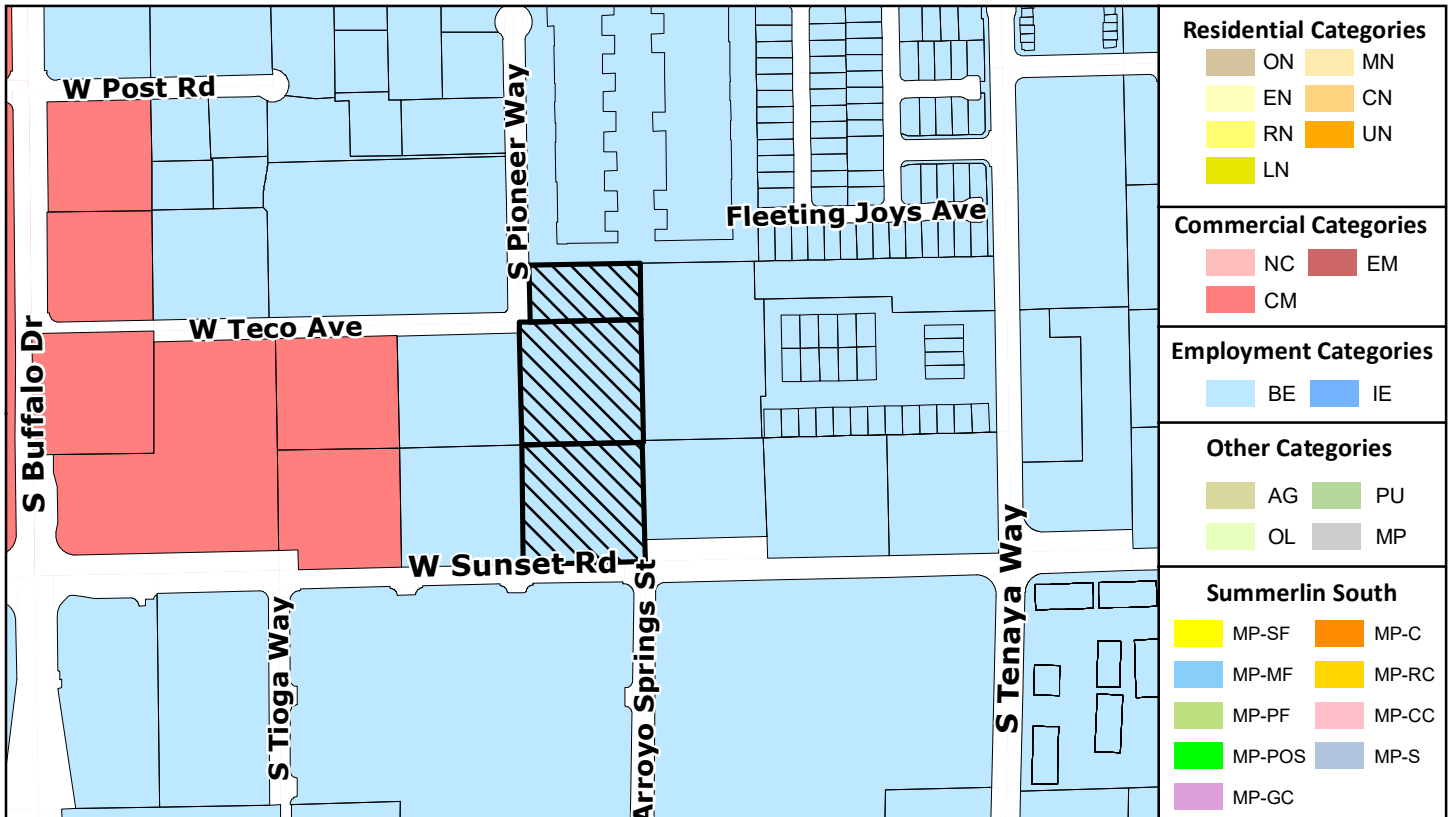 W Post Rd
S Pioneer Way
Fleeting Joys Ave
W Teco Ave
S Buffalo Dr
W Sunset Rd
S Tioga Way
Arroyo Springs St
S Tenaya Way
Residential Categories
ON MN
EN CN
RN UN
LN
Commercial Categories
NC EM
CM
Employment Categories
BE IE
Other Categories
AG PU
OL MP
Summerlin South
MP-SF MP-C
MP-MF MP-RC
MP-PF MP-CC
MP-POS MP-S
MP-GC